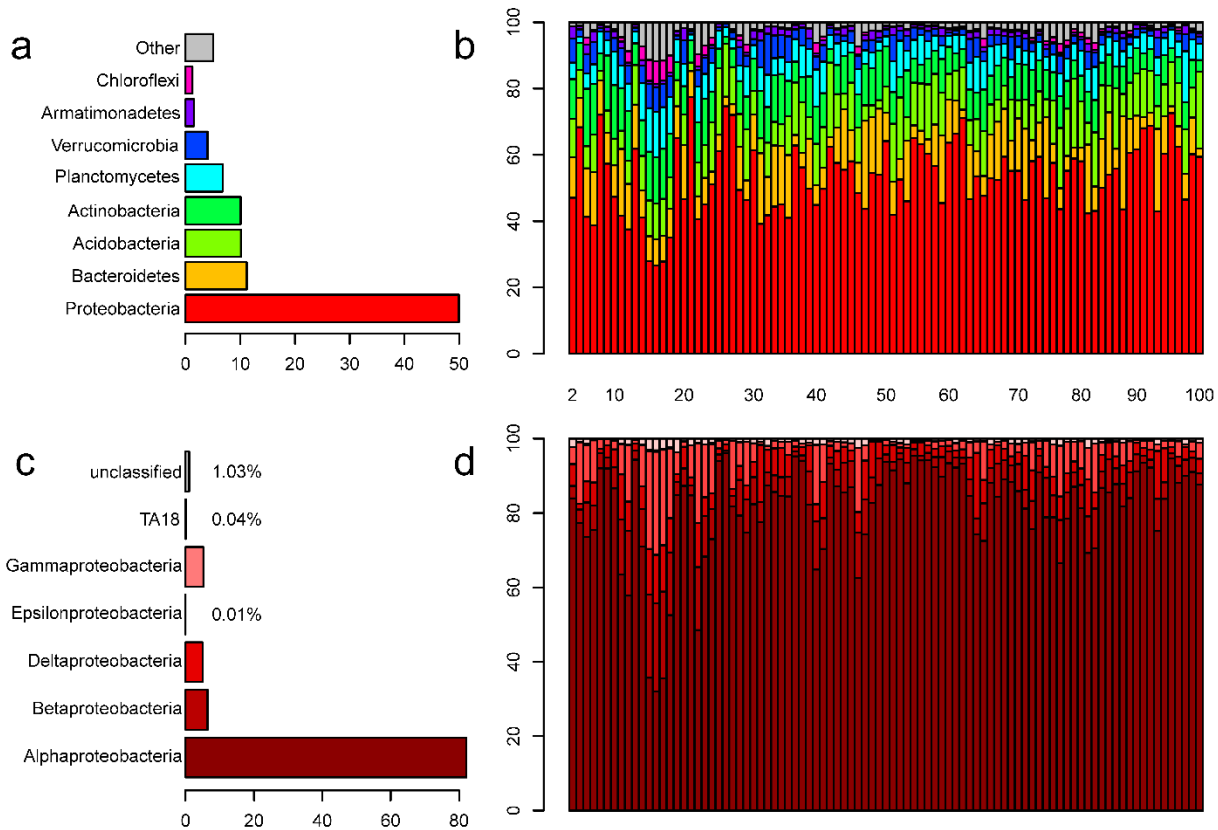 a
Other
Chloroflexi
Armatimonadetes
Verrucomicrobia
Planctomycetes
Actinobacteria
Acidobacteria
Bacteroidetes
Proteobacteria
0 10 20 30 40 50
b
100
80
60
40
20
0
2 10 20 30 40 50 60 70 80 90 100
c
unclassified 1.03%
TA18 0.04%
Gammaproteobacteria
Epsilonproteobacteria 0.01%
Deltaproteobacteria
Betaproteobacteria
Alphaproteobacteria
0 20 40 60 80
d
100
80
60
40
20
0